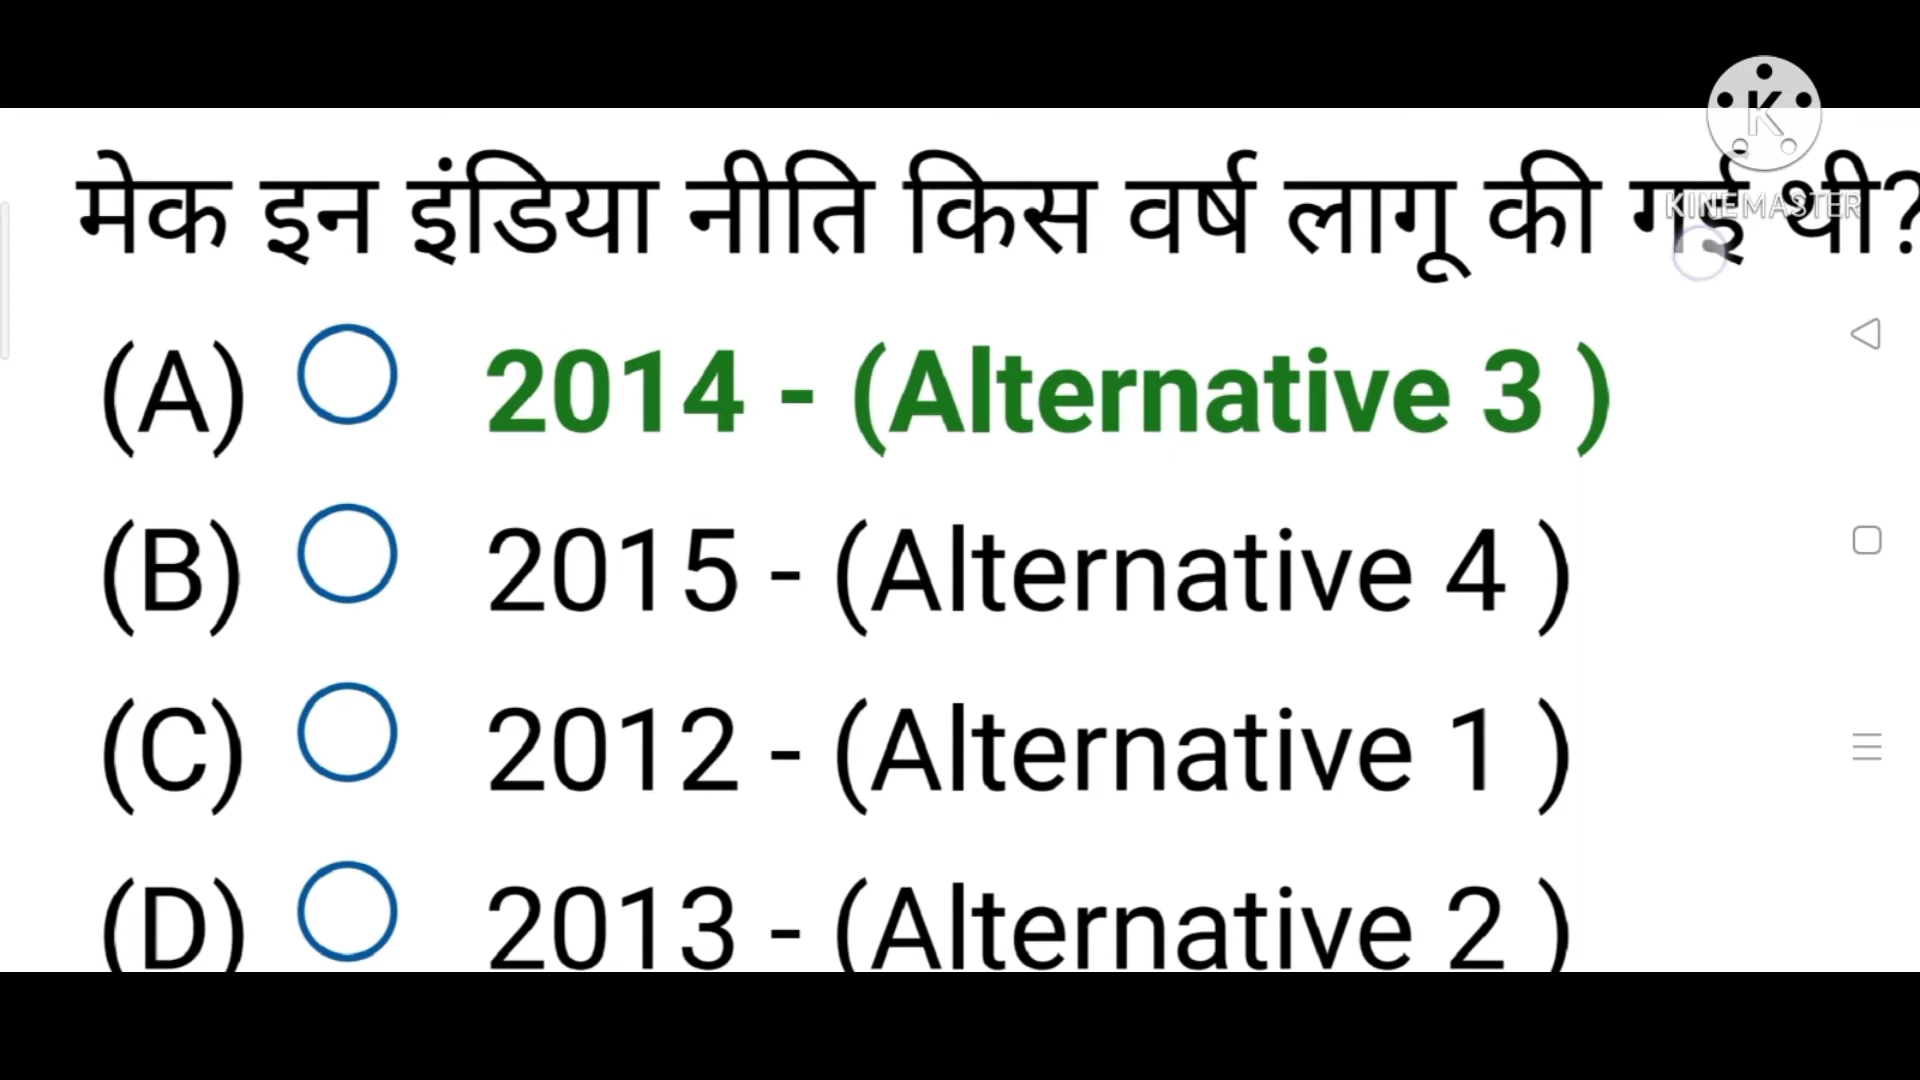 मेक इन इंडिया नीति किस वर्ष लागू की गई थी?
(A) 2014 - (Alternative 3 )
(B) 2015 - (Alternative 4 )
(C) 2012 - (Alternative 1 )
(D) 2013 - (Alternative 2 )
K
KINEMASTER